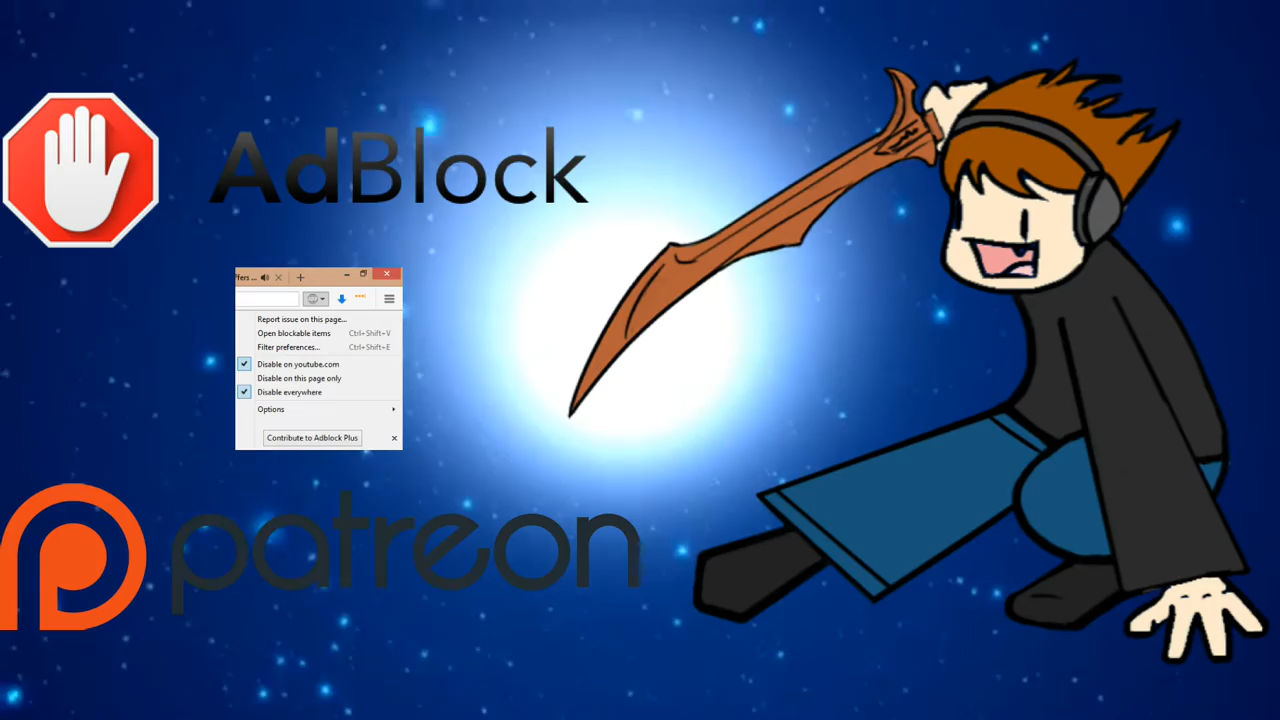 AdBlock
ffers ...
Report issue on this page...
Open blockable items Ctrl+Shift+V
Filter preferences... Ctrl+Shift+E
Disable on youtube.com
Disable on this page only
Disable everywhere
Options
Contribute to Adblock Plus
patreon